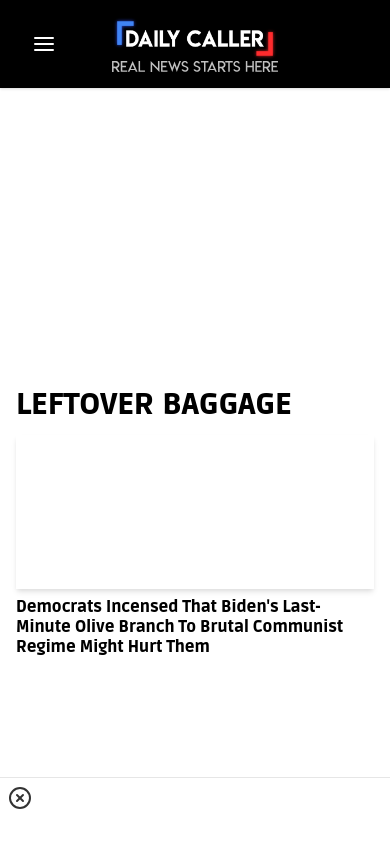 DAILY CALLER
REAL NEWS STARTS HERE
LEFTOVER BAGGAGE
Democrats Incensed That Biden's Last-
Minute Olive Branch To Brutal Communist
Regime Might Hurt Them